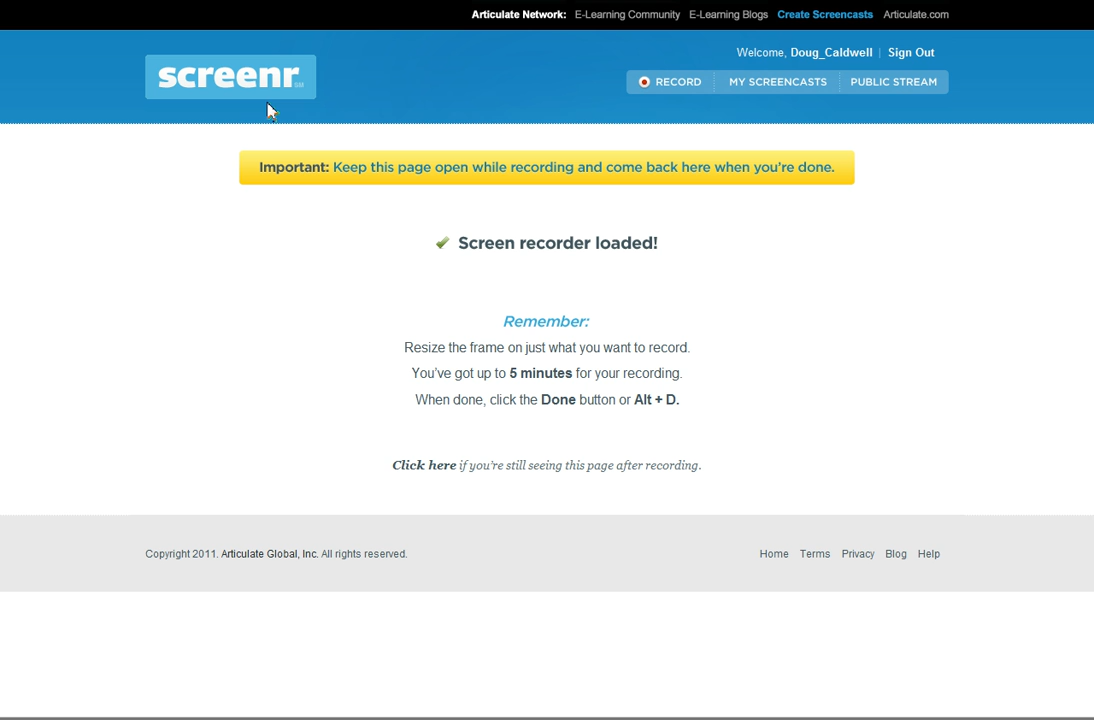 Articulate Network: E-Learning Community E-Learning Blogs Create Screencasts Articulate.com
Welcome, Doug_Caldwell | Sign Out
screenr SM
RECORD MY SCREENCASTS PUBLIC STREAM
Important: Keep this page open while recording and come back here when you're done.
Screen recorder loaded!
Remember:
Resize the frame on just what you want to record.
You've got up to 5 minutes for your recording.
When done, click the Done button or Alt + D.
Click here if you're still seeing this page after recording.
Copyright 2011. Articulate Global, Inc. All rights reserved. Home Terms Privacy Blog Help